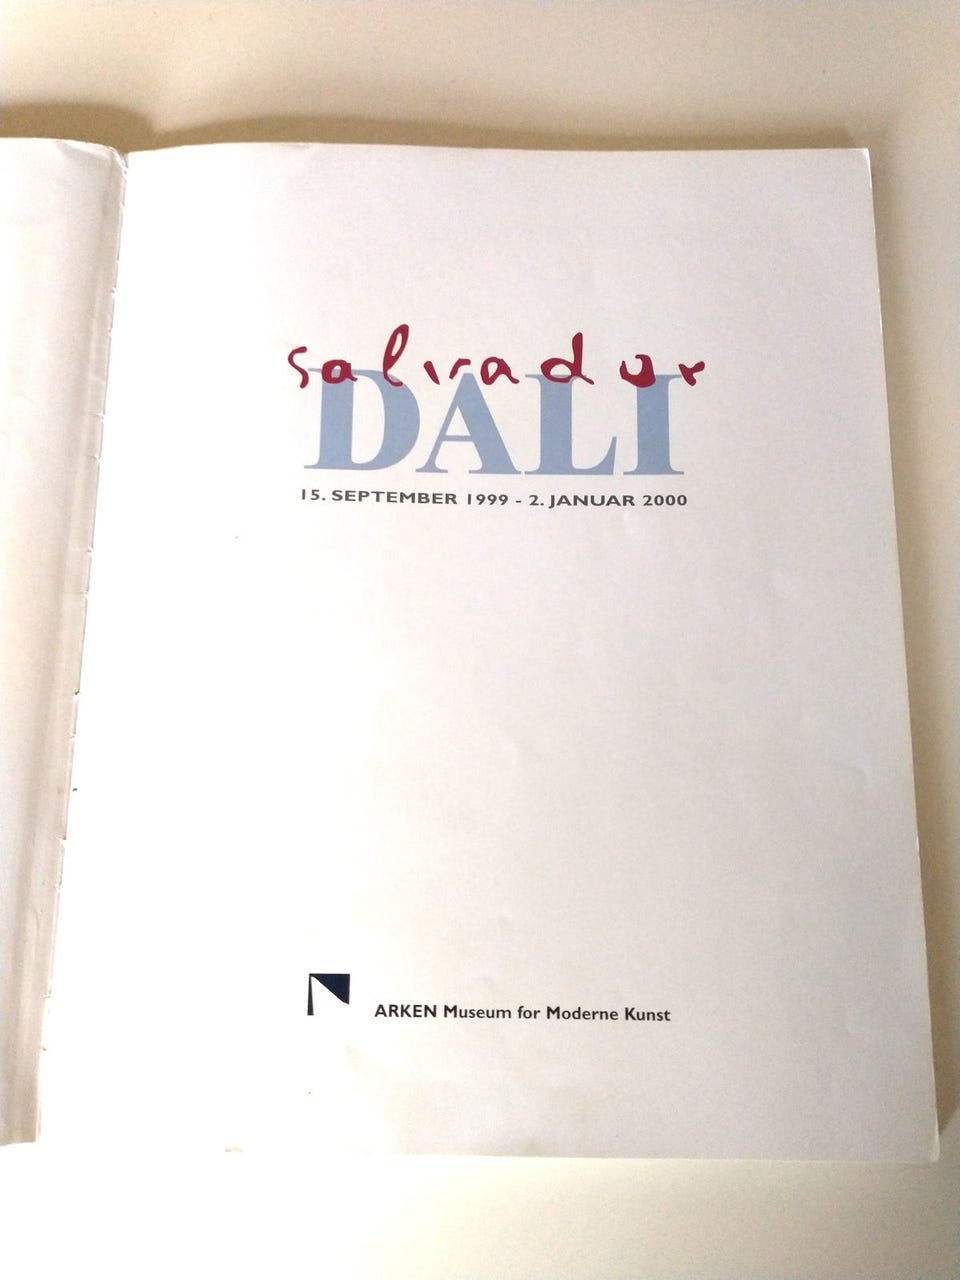 salvador
DALI
15. SEPTEMBER 1999 - 2. JANUAR 2000
ARKEN Museum for Moderne Kunst